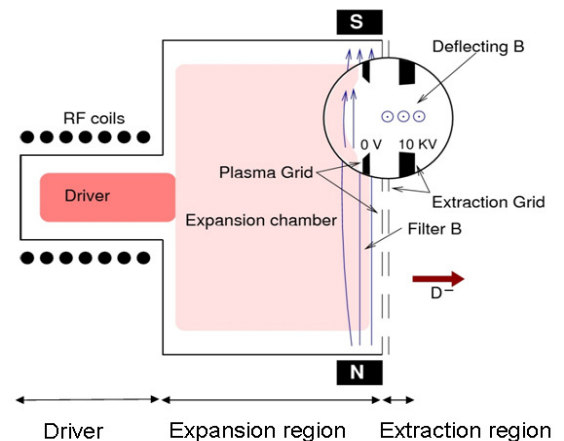 S
Deflecting B
RF coils
0 V
10 KV
Plasma Grid
Driver
Extraction Grid
Expansion chamber
Filter B
D−
N
Driver
Expansion region
Extraction region